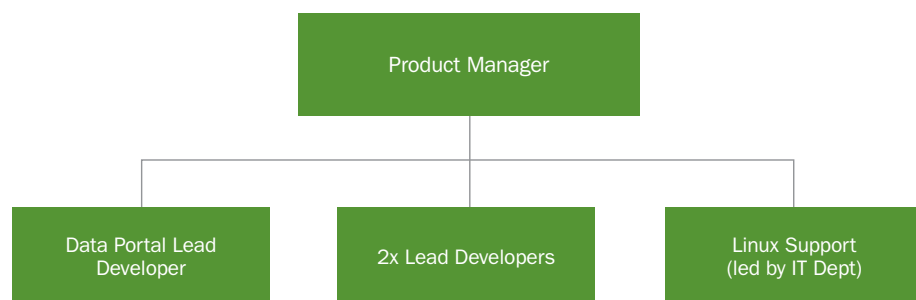 Product Manager
Data Portal Lead
Developer
2x Lead Developers
Linux Support
(led by IT Dept)